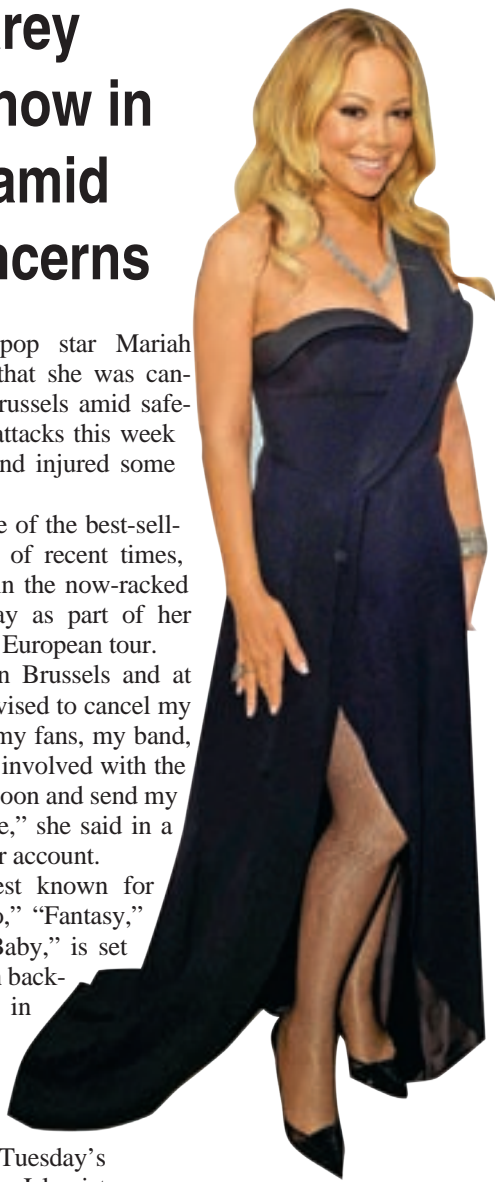 rey
now in
amid
ncerns
pop star Mariah
that she was can-
russels amid safe-
attacks this week
nd injured some
e of the best-sell-
of recent times,
in the now-racked
ay as part of her
European tour.
n Brussels and at
vised to cancel my
my fans, my band,
involved with the
oon and send my
e,” she said in a
r account.
est known for
o,” “Fantasy,”
Baby,” is set
n back-
in
Tuesday’s